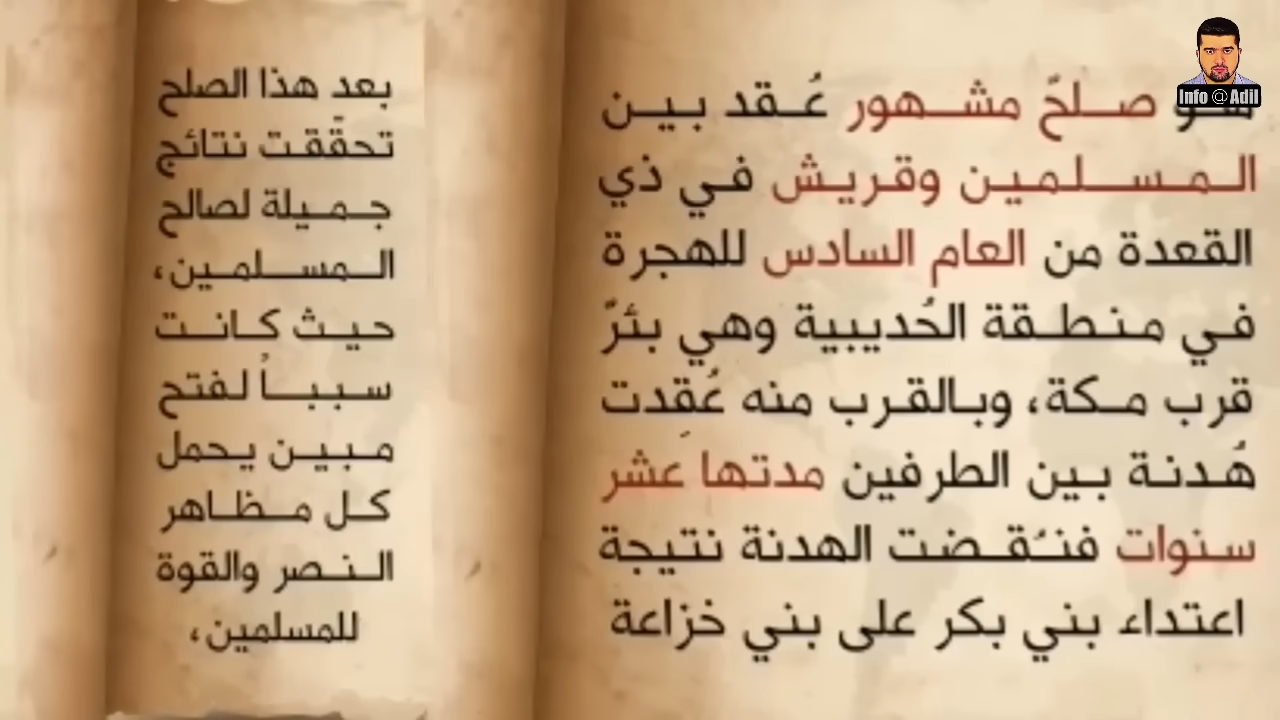 هو صلحٌ مشهور عُقد بين
المسلمين وقريش في ذي
القعدة من العام السادس للهجرة
في منطقة الحُديبية وهي بئرٌ
قرب مكة، وبالقرب منه عُقِدت
هُدنة بين الطرفين مدتها عشر
سنوات فنُقضت الهدنة نتيجة
اعتداء بني بكر على بني خزاعة
بعد هذا الصلح
تحقّقت نتائج
جميلة لصالح
المسلمين،
حيث كانت
سبباً لفتح
مبين يحمل
كل مظاهر
النصر والقوة
للمسلمين،
Info @ Adil